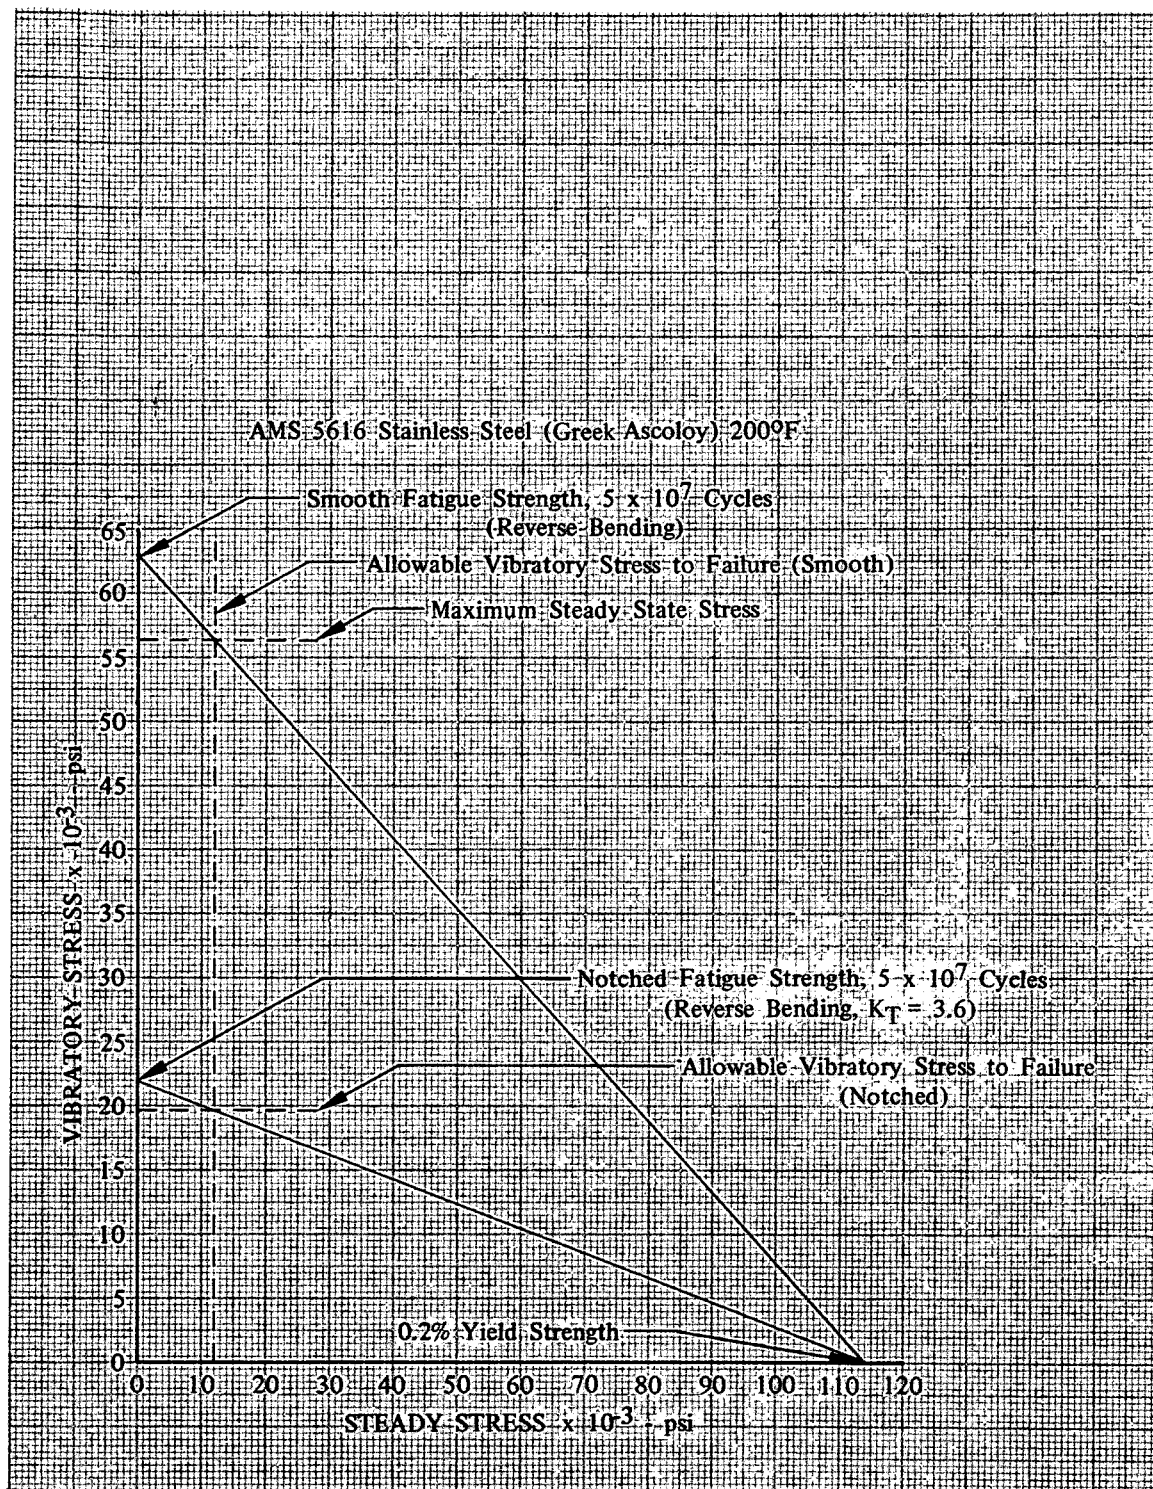 AMS 5616 Stainless Steel (Greek Ascoloy) 200ºF
Smooth Fatigue Strength, 5 x 10⁷ Cycles
(Reverse Bending)
Allowable Vibratory Stress to Failure (Smooth)
Maximum Steady State Stress
65
60
55
50
45
40
35
30
25
20
15
10
5
0
VIBRATORY STRESS x 10⁻³ - psi
Notched Fatigue Strength, 5 x 10⁷ Cycles
(Reverse Bending, K_T = 3.6)
Allowable Vibratory Stress to Failure
(Notched)
0.2% Yield Strength
0 10 20 30 40 50 60 70 80 90 100 110 120
STEADY STRESS x 10⁻³ - psi